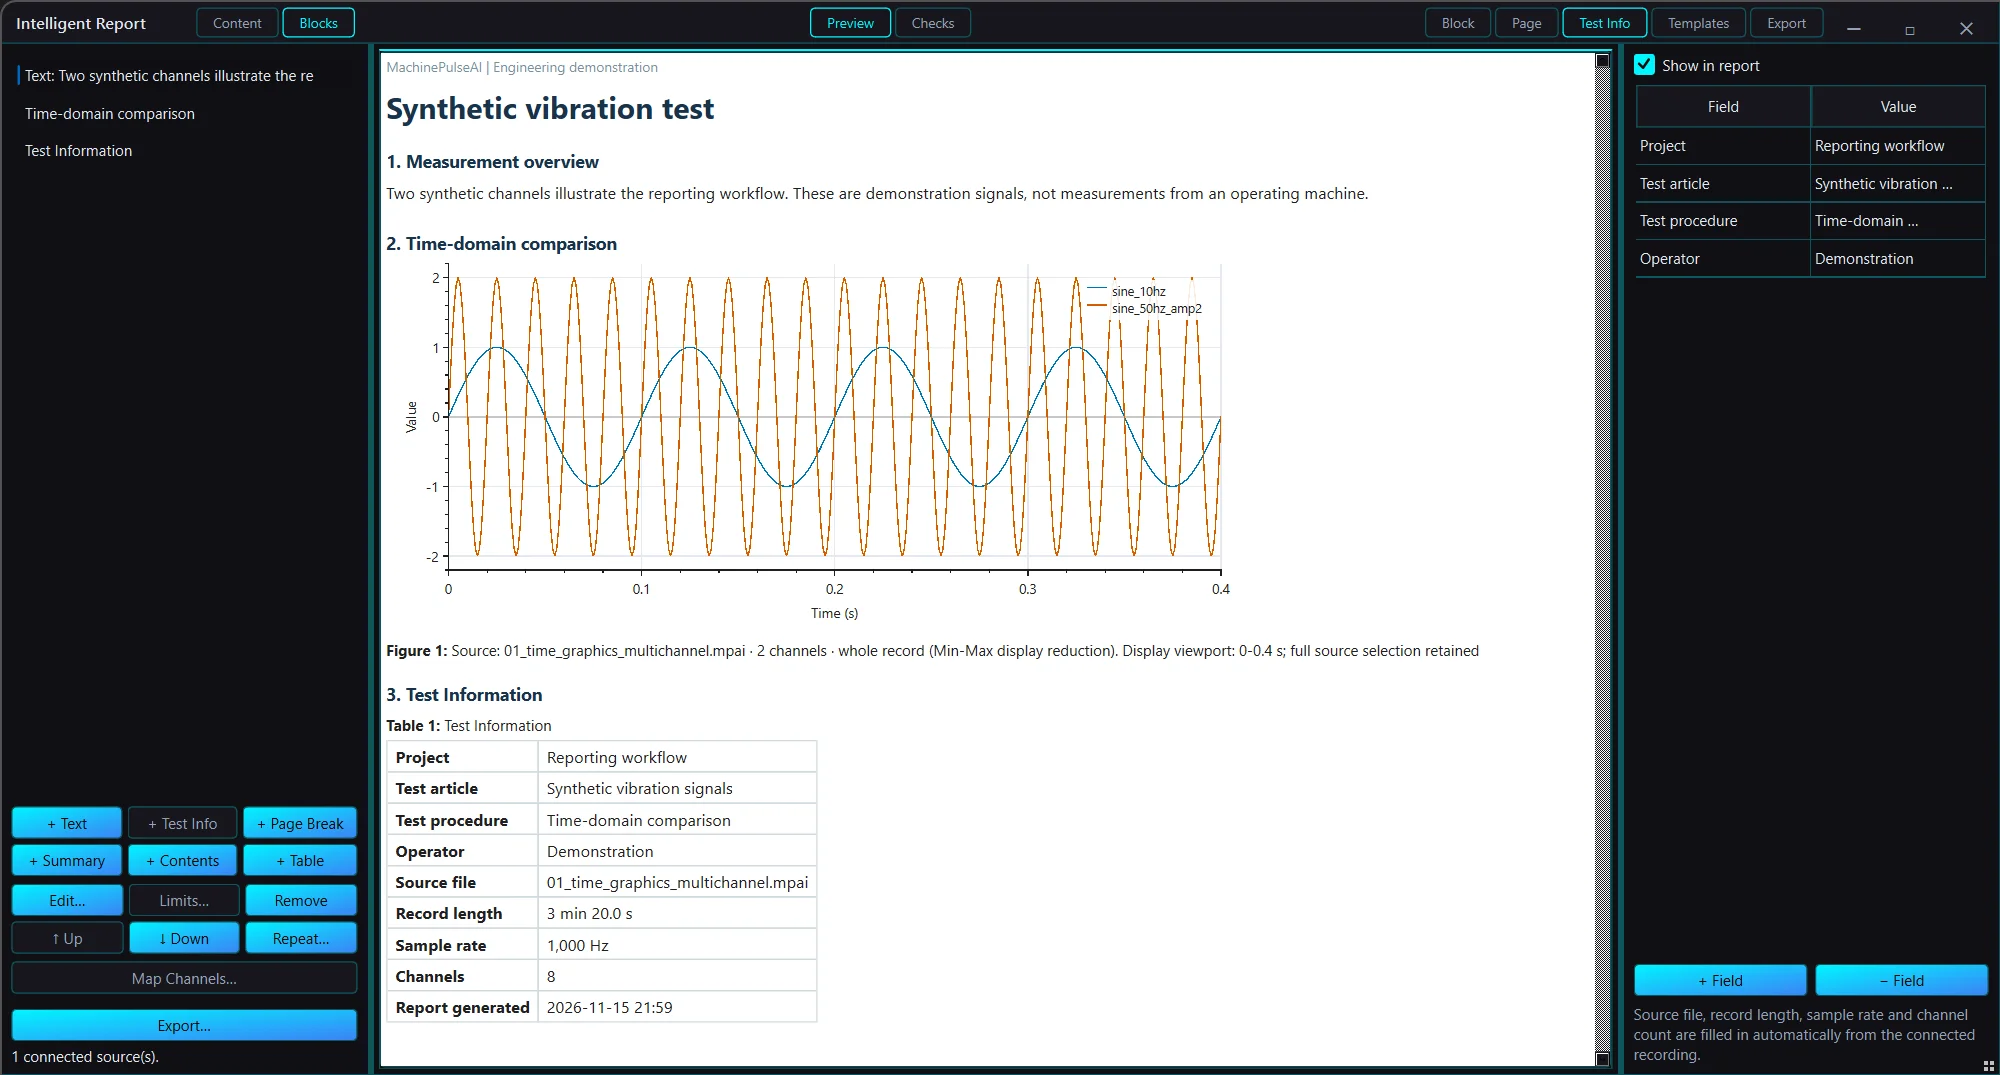 Intelligent Report
Content
Blocks
Preview
Checks
Block
Page
Test Info
Templates
Export
Text: Two synthetic channels illustrate the re
Time-domain comparison
Test Information
+ Text
+ Test Info
+ Page Break
+ Summary
+ Contents
+ Table
Edit...
Limits...
Remove
↑ Up
↓ Down
Repeat...
Map Channels...
Export...
1 connected source(s).
MachinePulseAI | Engineering demonstration
Synthetic vibration test
1. Measurement overview
Two synthetic channels illustrate the reporting workflow. These are demonstration signals, not measurements from an operating machine.
2. Time-domain comparison
sine_10hz
sine_50hz_amp2
2
1
0
-1
-2
Value
0
0.1
0.2
0.3
0.4
Time (s)
Figure 1: Source: 01_time_graphics_multichannel.mpai · 2 channels · whole record (Min-Max display reduction). Display viewport: 0-0.4 s; full source selection retained
3. Test Information
Table 1: Test Information
Project Reporting workflow
Test article Synthetic vibration signals
Test procedure Time-domain comparison
Operator Demonstration
Source file 01_time_graphics_multichannel.mpai
Record length 3 min 20.0 s
Sample rate 1,000 Hz
Channels 8
Report generated 2026-11-15 21:59
Show in report
Field Value
Project Reporting workflow
Test article Synthetic vibration ...
Test procedure Time-domain ...
Operator Demonstration
+ Field
− Field
Source file, record length, sample rate and channel
count are filled in automatically from the connected
recording.